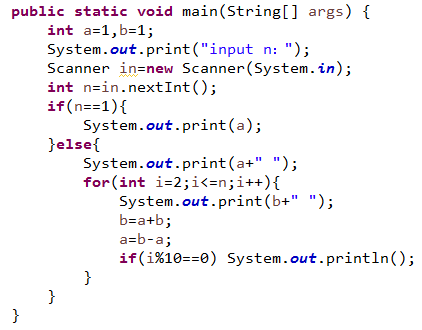 public static void main(String[] args) {
    int a=1,b=1;
    System.out.print("input n：");
    Scanner in=new Scanner(System.in);
    int n=in.nextInt();
    if(n==1){
        System.out.print(a);
    }else{
        System.out.print(a+" ");
        for(int i=2;i<=n;i++){
            System.out.print(b+" ");
            b=a+b;
            a=b-a;
            if(i%10==0) System.out.println();
        }
    }
}